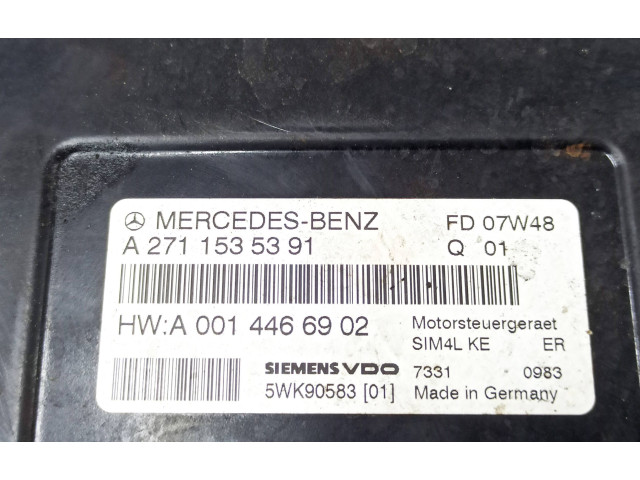 MERCEDES-BENZ FD 07W48
A 271 153 53 91 Q 01
HW:A 001 446 69 02 Motorsteuergeraet
SIM4L KE ER
SIEMENS VDO 7331 0983
5WK90583 [01] Made in Germany